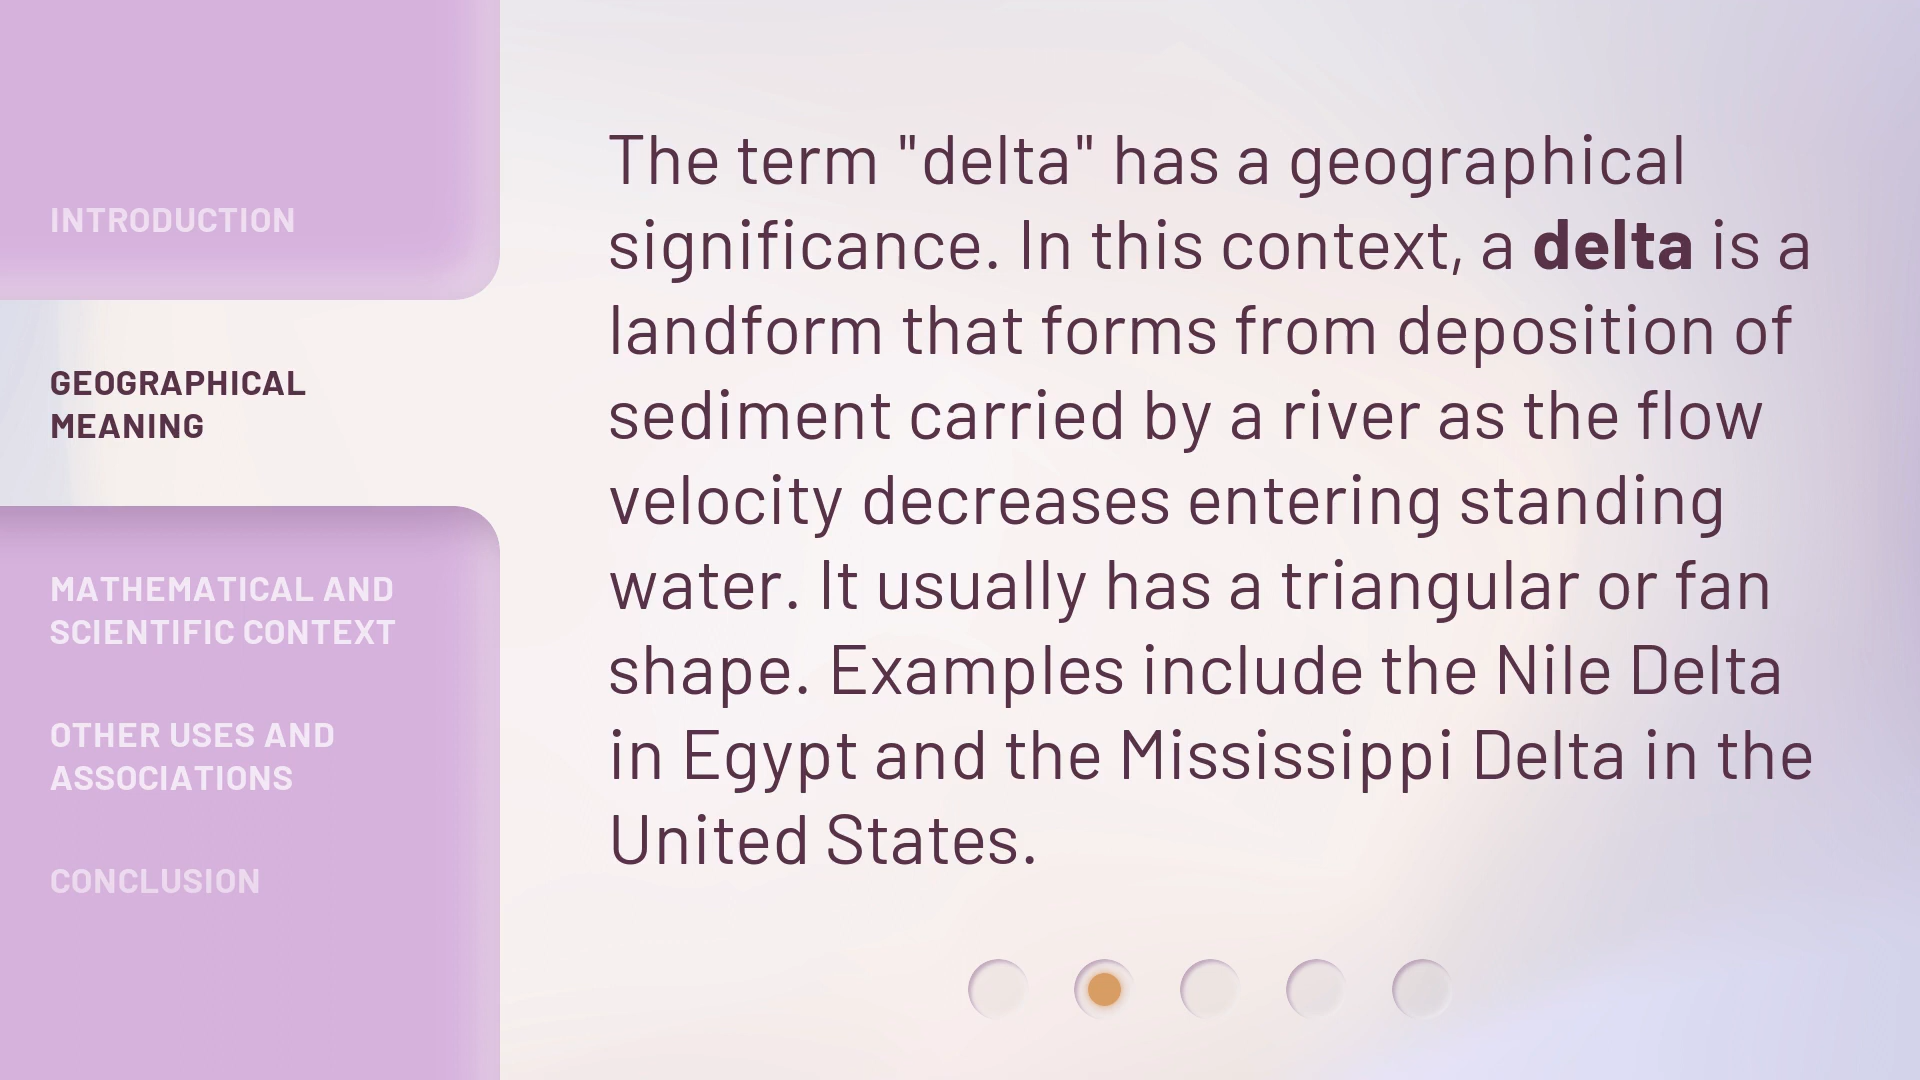 INTRODUCTION
GEOGRAPHICAL
MEANING
MATHEMATICAL AND
SCIENTIFIC CONTEXT
OTHER USES AND
ASSOCIATIONS
CONCLUSION
The term "delta" has a geographical
significance. In this context, a delta is a
landform that forms from deposition of
sediment carried by a river as the flow
velocity decreases entering standing
water. It usually has a triangular or fan
shape. Examples include the Nile Delta
in Egypt and the Mississippi Delta in the
United States.